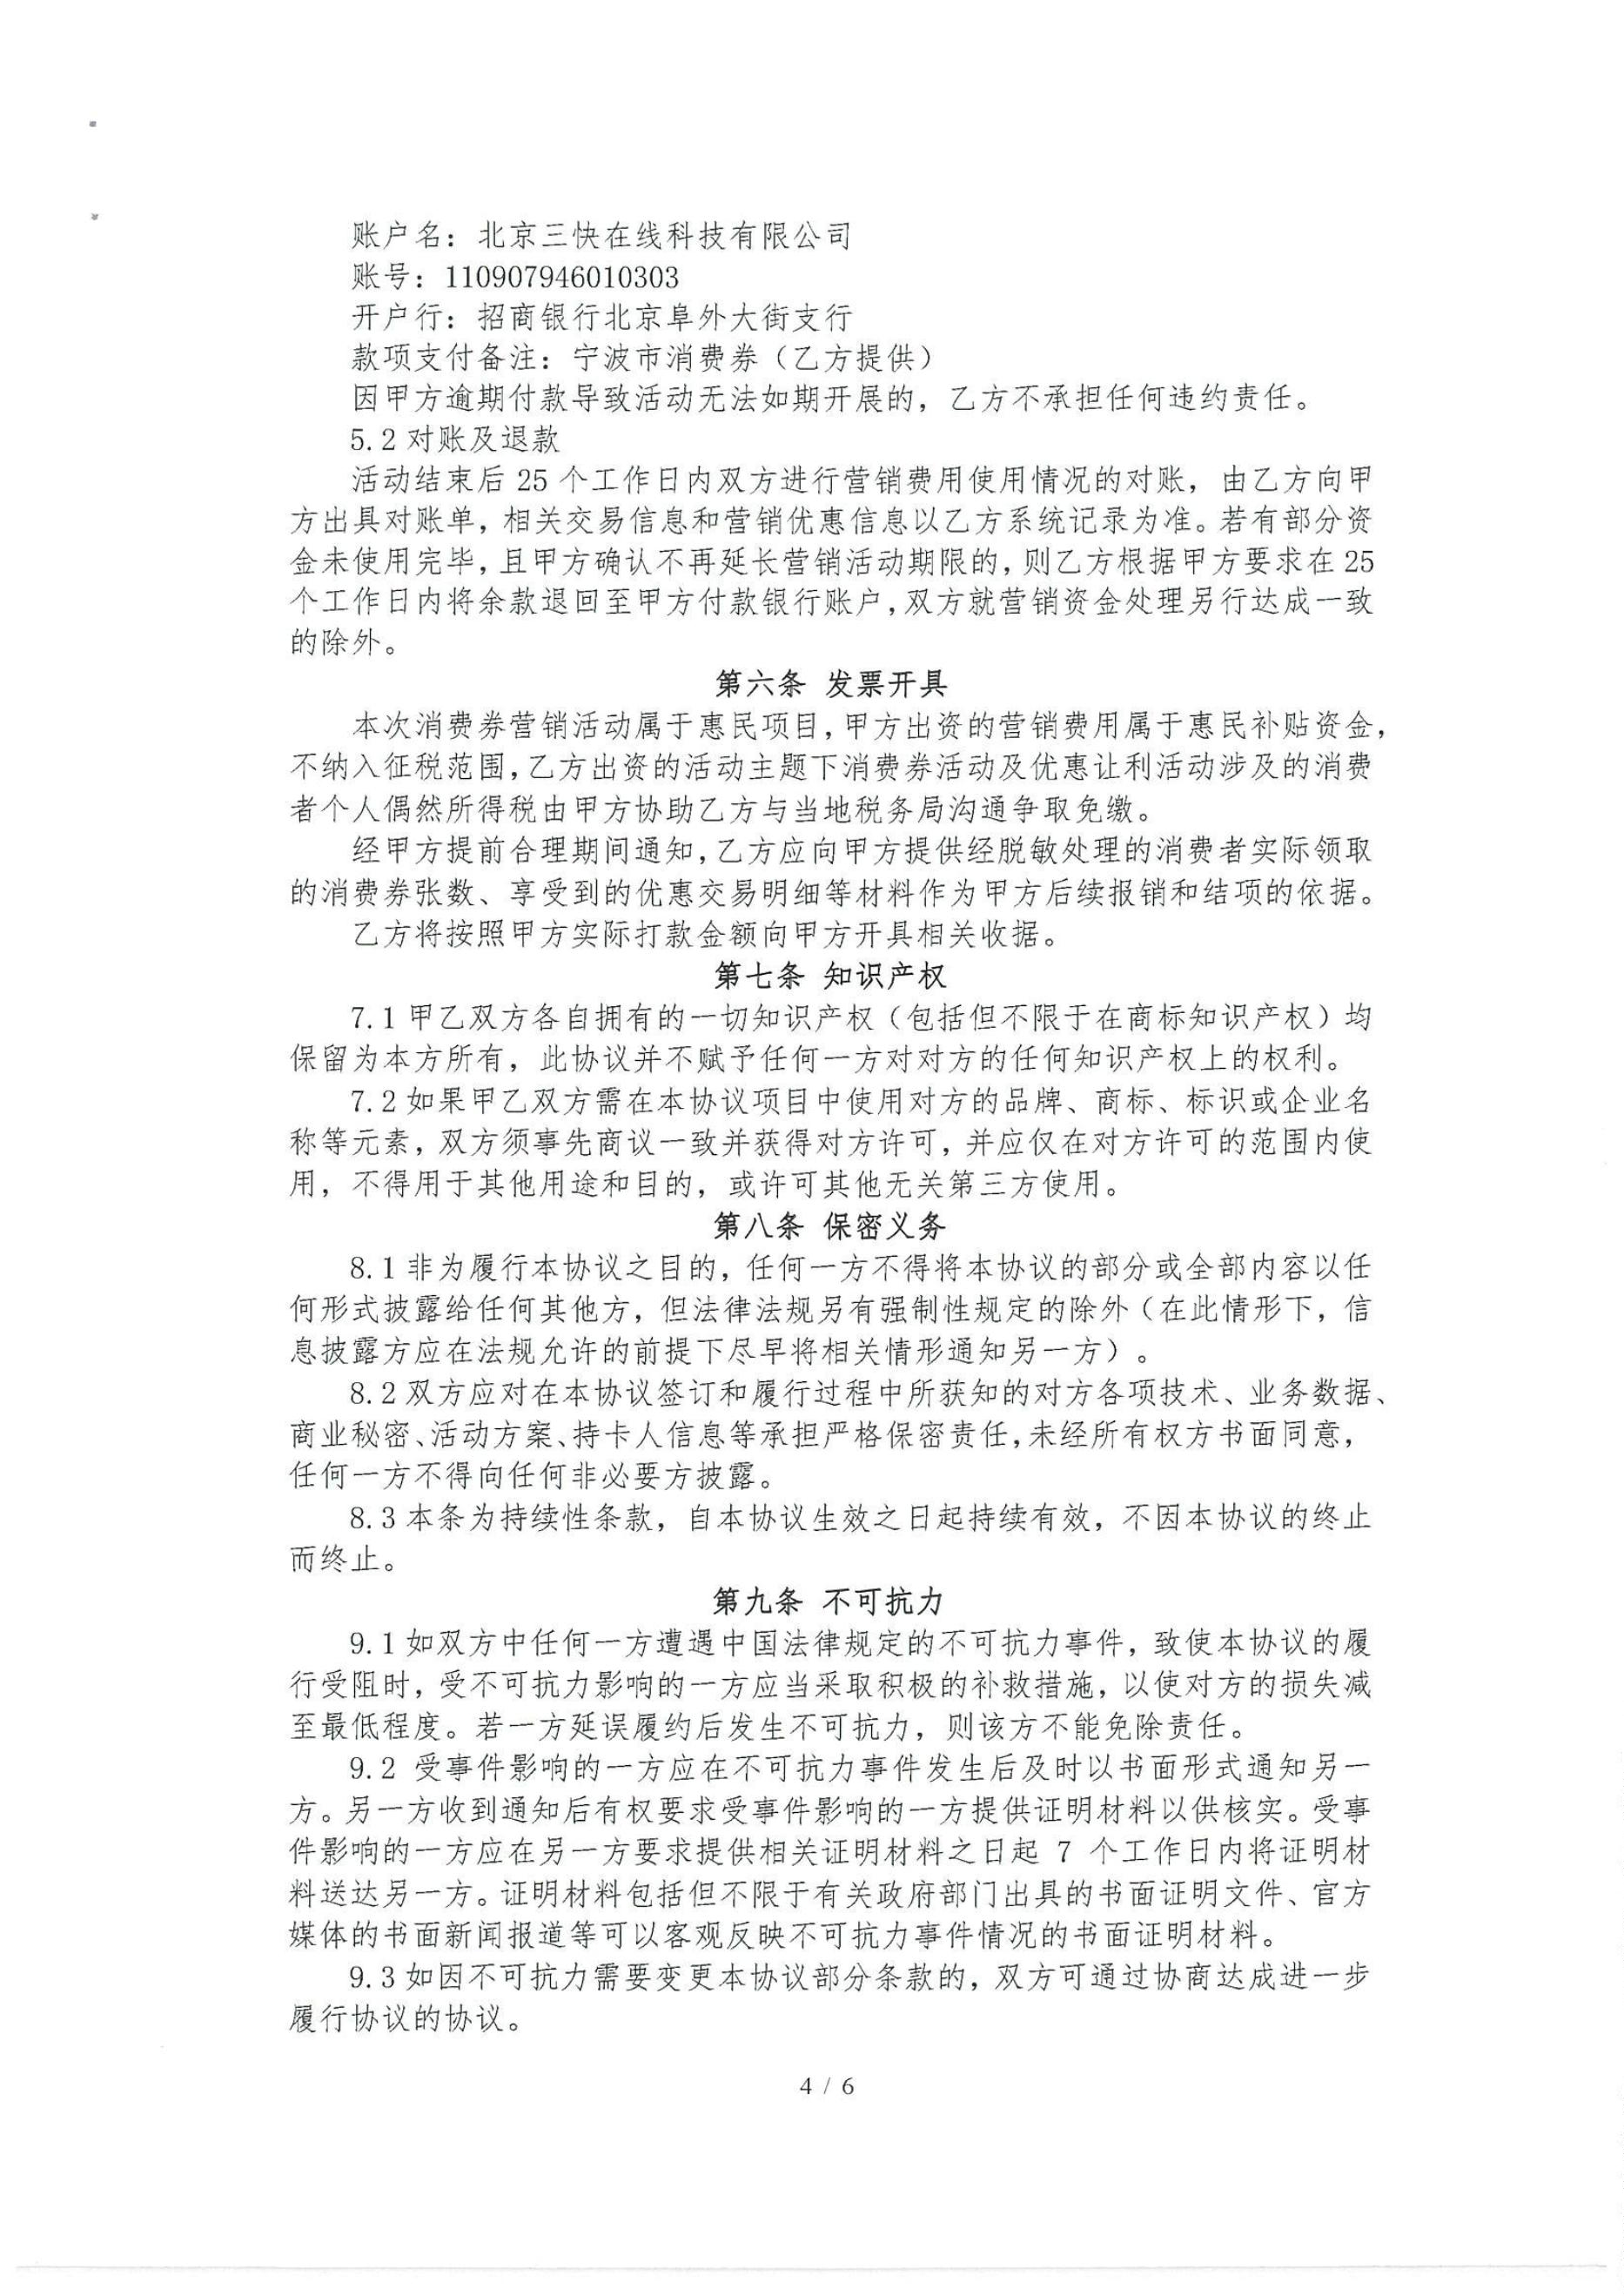 账户名：北京三快在线科技有限公司
账号：110907946010303
开户行：招商银行北京阜外大街支行
款项支付备注：宁波市消费券（乙方提供）
因甲方逾期付款导致活动无法如期开展的，乙方不承担任何违约责任。
5.2 对账及退款
活动结束后 25 个工作日内双方进行营销费用使用情况的对账，由乙方向甲
方出具对账单，相关交易信息和营销优惠信息以乙方系统记录为准。若有部分资
金未使用完毕，且甲方确认不再延长营销活动期限的，则乙方根据甲方要求在 25
个工作日内将余款退回至甲方付款银行账户，双方就营销资金处理另行达成一致
的除外。
第六条 发票开具
本次消费券营销活动属于惠民项目，甲方出资的营销费用属于惠民补贴资金，
不纳入征税范围，乙方出资的活动主题下消费券活动及优惠让利活动涉及的消费
者个人偶然所得税由甲方协助乙方与当地税务局沟通争取免缴。
经甲方提前合理期间通知，乙方应向甲方提供经脱敏处理的消费者实际领取
的消费券张数、享受到的优惠交易明细等材料作为甲方后续报销和结项的依据。
乙方将按照甲方实际打款金额向甲方开具相关收据。
第七条 知识产权
7.1 甲乙双方各自拥有的一切知识产权（包括但不限于在商标知识产权）均
保留为本方所有，此协议并不赋予任何一方对对方的任何知识产权上的权利。
7.2 如果甲乙双方需在本协议项目中使用对方的品牌、商标、标识或企业名
称等元素，双方须事先商议一致并获得对方许可，并应仅在对方许可的范围内使
用，不得用于其他用途和目的，或许可其他无关第三方使用。
第八条 保密义务
8.1 非为履行本协议之目的，任何一方不得将本协议的部分或全部内容以任
何形式披露给任何其他方，但法律法规另有强制性规定的除外（在此情形下，信
息披露方应在法规允许的前提下尽早将相关情形通知另一方）。
8.2 双方应对在本协议签订和履行过程中所获知的对方各项技术、业务数据、
商业秘密、活动方案、持卡人信息等承担严格保密责任，未经所有权方书面同意，
任何一方不得向任何非必要方披露。
8.3 本条为持续性条款，自本协议生效之日起持续有效，不因本协议的终止
而终止。
第九条 不可抗力
9.1 如双方中任何一方遭遇中国法律规定的不可抗力事件，致使本协议的履
行受阻时，受不可抗力影响的一方应当采取积极的补救措施，以使对方的损失减
至最低程度。若一方延误履约后发生不可抗力，则该方不能免除责任。
9.2 受事件影响的一方应在不可抗力事件发生后及时以书面形式通知另一
方。另一方收到通知后有权要求受事件影响的一方提供证明材料以供核实。受事
件影响的一方应在另一方要求提供相关证明材料之日起 7 个工作日内将证明材
料送达另一方。证明材料包括但不限于有关政府部门出具的书面证明文件、官方
媒体的书面新闻报道等可以客观反映不可抗力事件情况的书面证明材料。
9.3 如因不可抗力需要变更本协议部分条款的，双方可通过协商达成进一步
履行协议的协议。
4 / 6